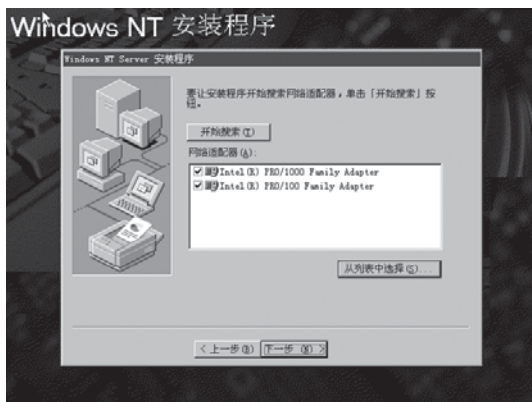 Windows NT 安装程序
Windows NT Server 安装程序
要让安装程序开始搜索网络适配器，单击「开始搜索」按
钮。
开始搜索(T)
网络适配器(A):
Intel(R) PRO/1000 Family Adapter
Intel(R) PRO/100 Family Adapter
从列表中选择(S)...
< 上一步(B)
下一步(N) >